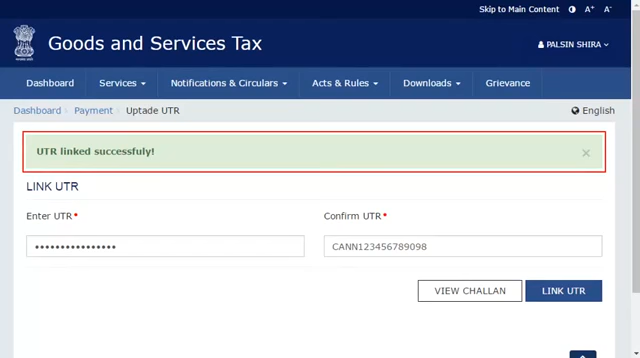 Skip to Main Content A+ A-
Goods and Services Tax PALSIN SHIRA
Dashboard Services Notifications & Circulars Acts & Rules Downloads Grievance
Dashboard Payment Uptade UTR English
UTR linked successfuly! ×
LINK UTR
Enter UTR* Confirm UTR*
•••••••••••••••• CANN123456789098
VIEW CHALLAN LINK UTR